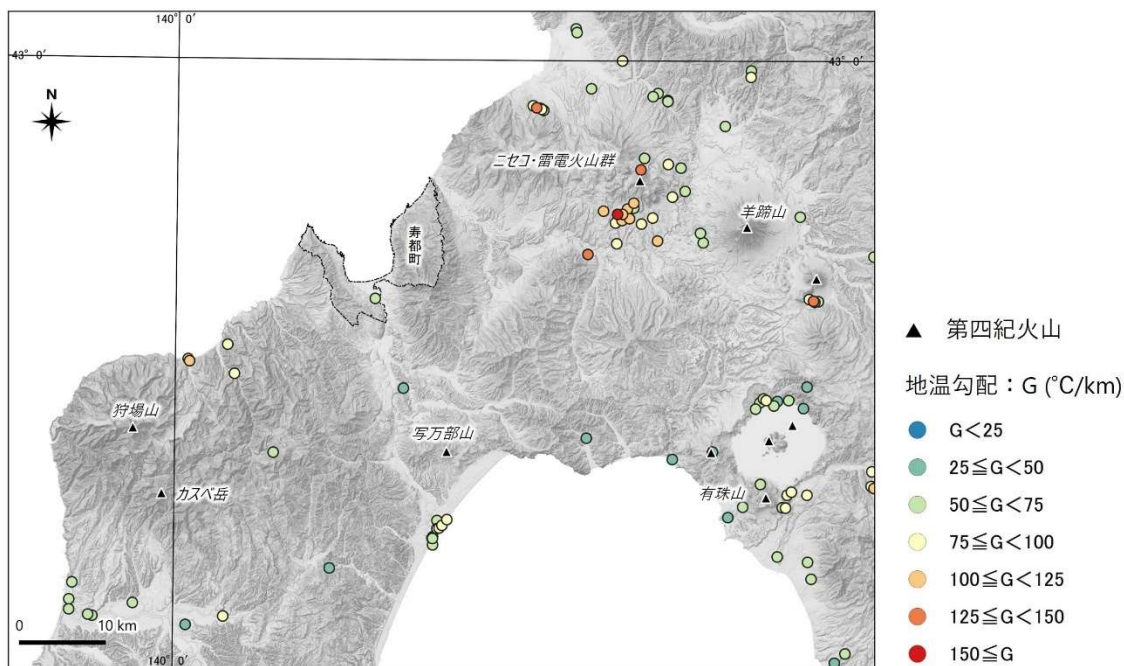 140° 0′
43° 0′
43° 0′
N
ニセコ・雷電火山群
羊蹄山
寿都町
狩場山
写万部山
カスベ岳
有珠山
0 10 km
140° 0′
第四紀火山
地温勾配：G (℃/km)
G＜25
25≦G＜50
50≦G＜75
75≦G＜100
100≦G＜125
125≦G＜150
150≦G